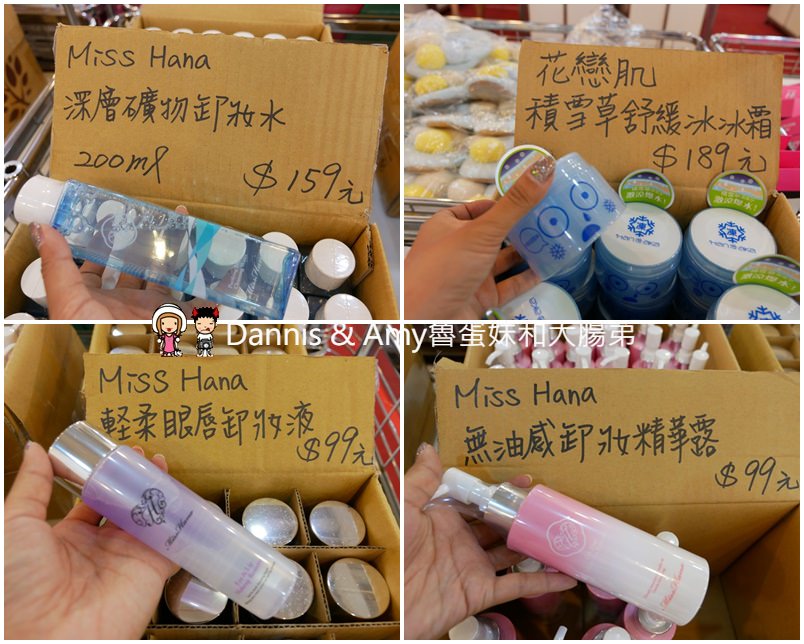 Miss Hana
深層礦物卸妝水
200ml
$159元
花戀肌
積雪草舒緩冰冰霜
$189元
Dannis & Amy魯蛋妹和大腸弟
Miss Hana
輕柔眼唇卸妝液
$99元
Miss Hana
無油感卸妝精華露
$99元